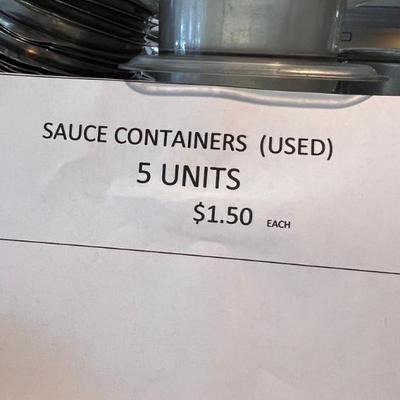 SAUCE CONTAINERS (USED)
5 UNITS
$1.50 EACH